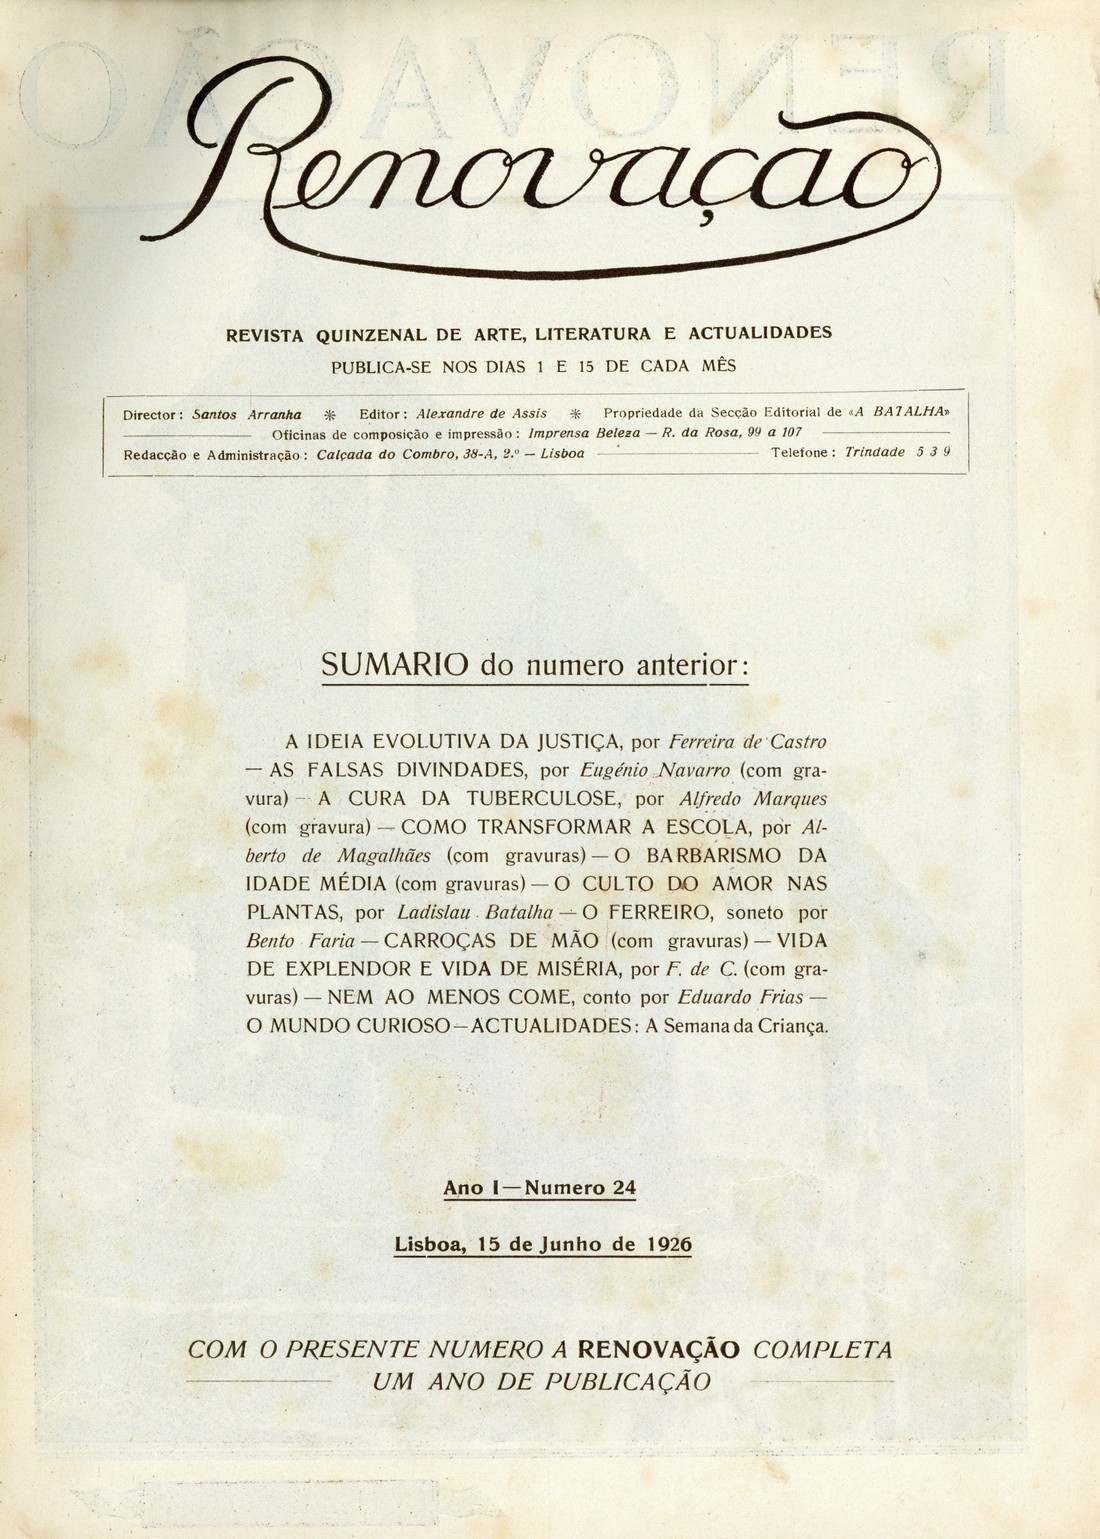 Renovação
REVISTA QUINZENAL DE ARTE, LITERATURA E ACTUALIDADES
PUBLICA-SE NOS DIAS 1 E 15 DE CADA MÊS
Director: Santos Arranha ✳ Editor: Alexandre de Assis ✳ Propriedade da Secção Editorial de «A BATALHA»
Oficinas de composição e impressão: Imprensa Beleza — R. da Rosa, 99 a 107
Redacção e Administração: Calçada do Combro, 38-A, 2.º — Lisboa — Telefone: Trindade 5 3 9
SUMARIO do numero anterior:
A IDEIA EVOLUTIVA DA JUSTIÇA, por Ferreira de Castro
— AS FALSAS DIVINDADES, por Eugénio Navarro (com gra-
vura) — A CURA DA TUBERCULOSE, por Alfredo Marques
(com gravura) — COMO TRANSFORMAR A ESCOLA, por Al-
berto de Magalhães (com gravuras) — O BARBARISMO DA
IDADE MÉDIA (com gravuras) — O CULTO DO AMOR NAS
PLANTAS, por Ladislau Batalha — O FERREIRO, soneto por
Bento Faria — CARROÇAS DE MÃO (com gravuras) — VIDA
DE EXPLENDOR E VIDA DE MISÉRIA, por F. de C. (com gra-
vuras) — NEM AO MENOS COME, conto por Eduardo Frias —
O MUNDO CURIOSO — ACTUALIDADES: A Semana da Criança.
Ano I — Numero 24
Lisboa, 15 de Junho de 1926
COM O PRESENTE NUMERO A RENOVAÇÃO COMPLETA
UM ANO DE PUBLICAÇÃO